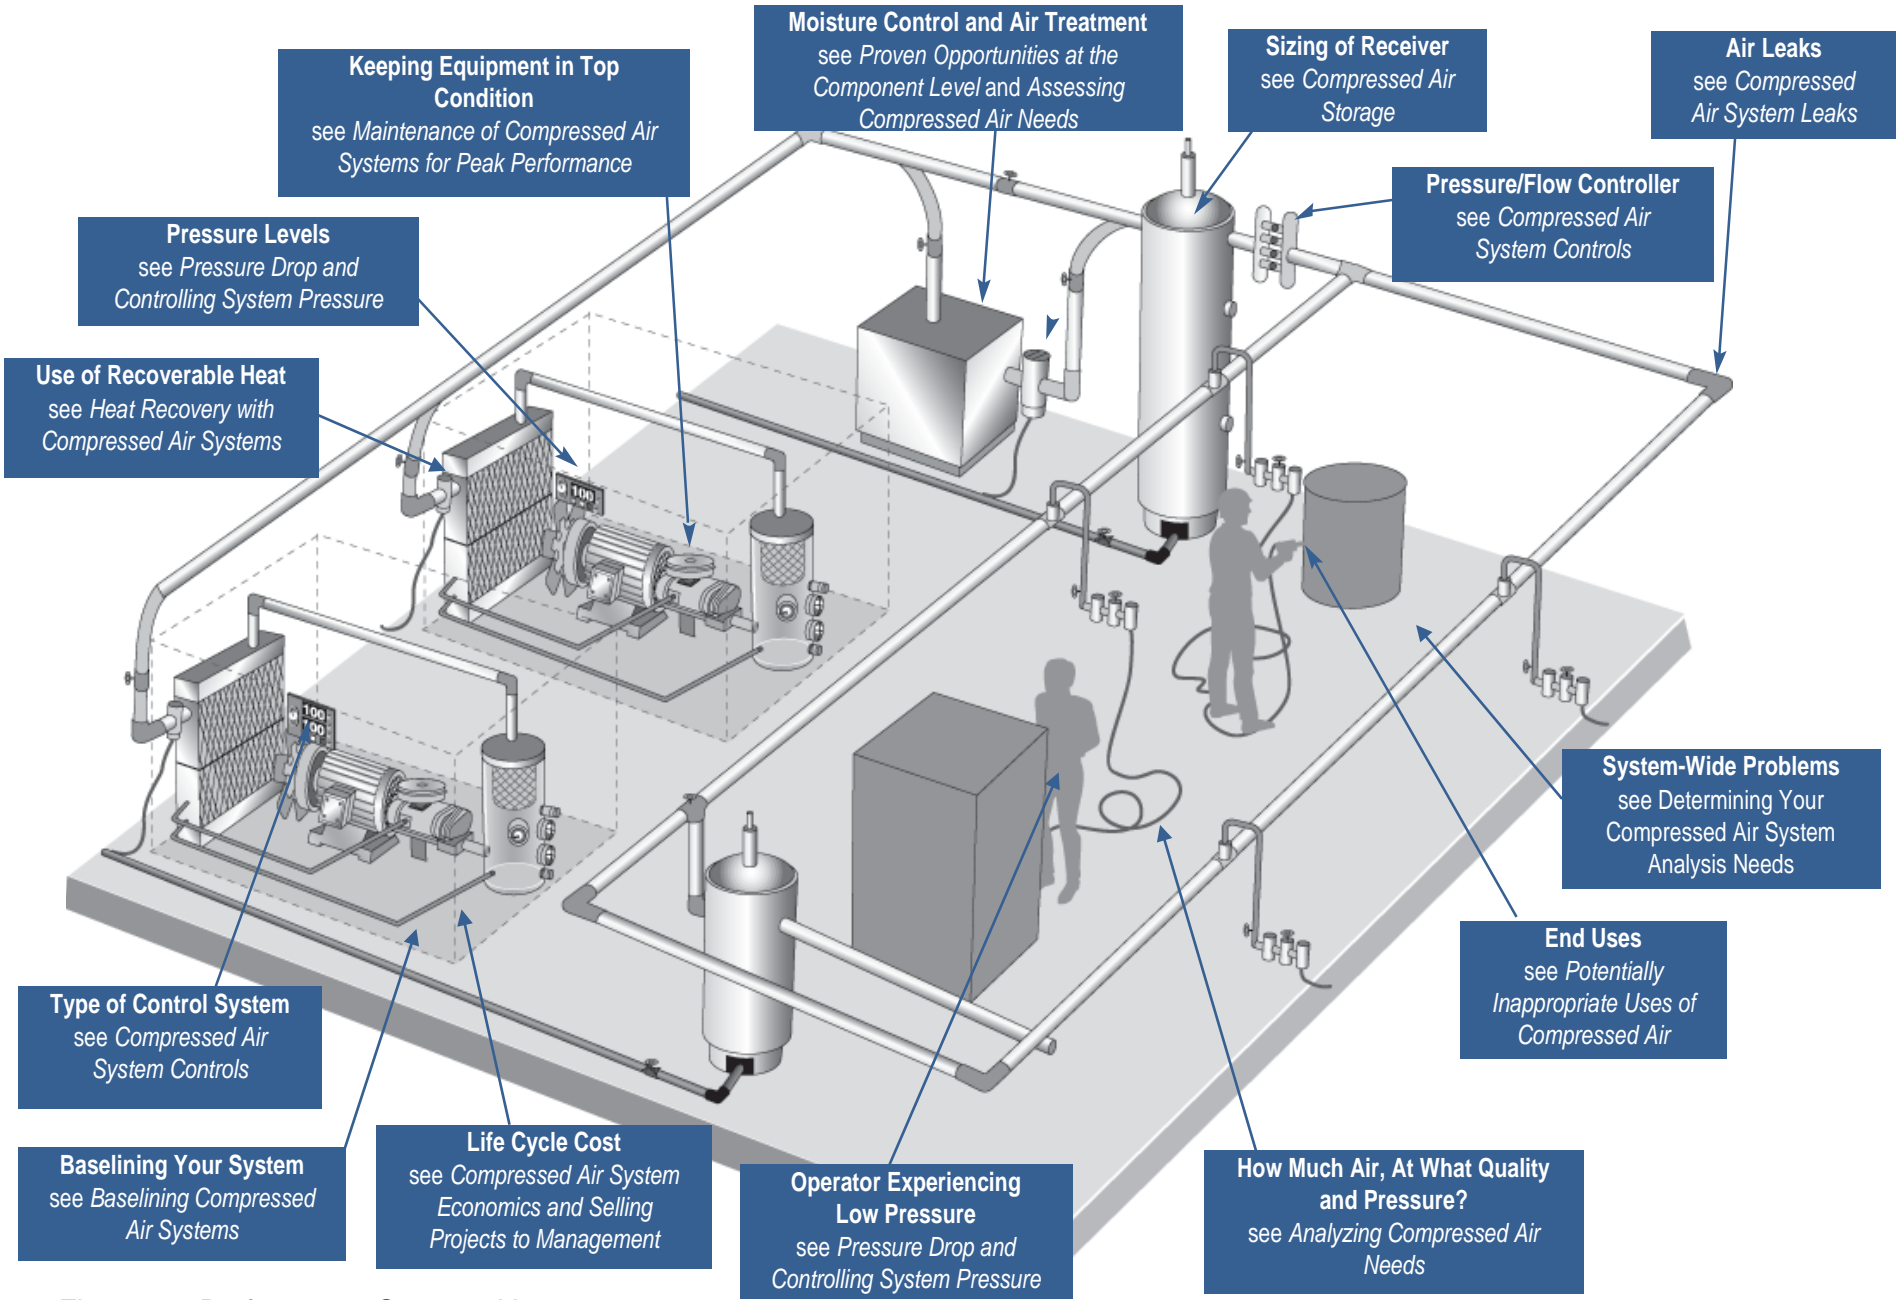 Moisture Control and Air Treatment
see Proven Opportunities at the
Component Level and Assessing
Compressed Air Needs
Sizing of Receiver
see Compressed Air
Storage
Air Leaks
see Compressed
Air System Leaks
Keeping Equipment in Top
Condition
see Maintenance of Compressed Air
Systems for Peak Performance
Pressure/Flow Controller
see Compressed Air
System Controls
Pressure Levels
see Pressure Drop and
Controlling System Pressure
Use of Recoverable Heat
see Heat Recovery with
Compressed Air Systems
100
100
System-Wide Problems
see Determining Your
Compressed Air System
Analysis Needs
End Uses
see Potentially
Inappropriate Uses of
Compressed Air
Type of Control System
see Compressed Air
System Controls
Baselining Your System
see Baselining Compressed
Air Systems
Life Cycle Cost
see Compressed Air System
Economics and Selling
Projects to Management
Operator Experiencing
Low Pressure
see Pressure Drop and
Controlling System Pressure
How Much Air, At What Quality
and Pressure?
see Analyzing Compressed Air
Needs